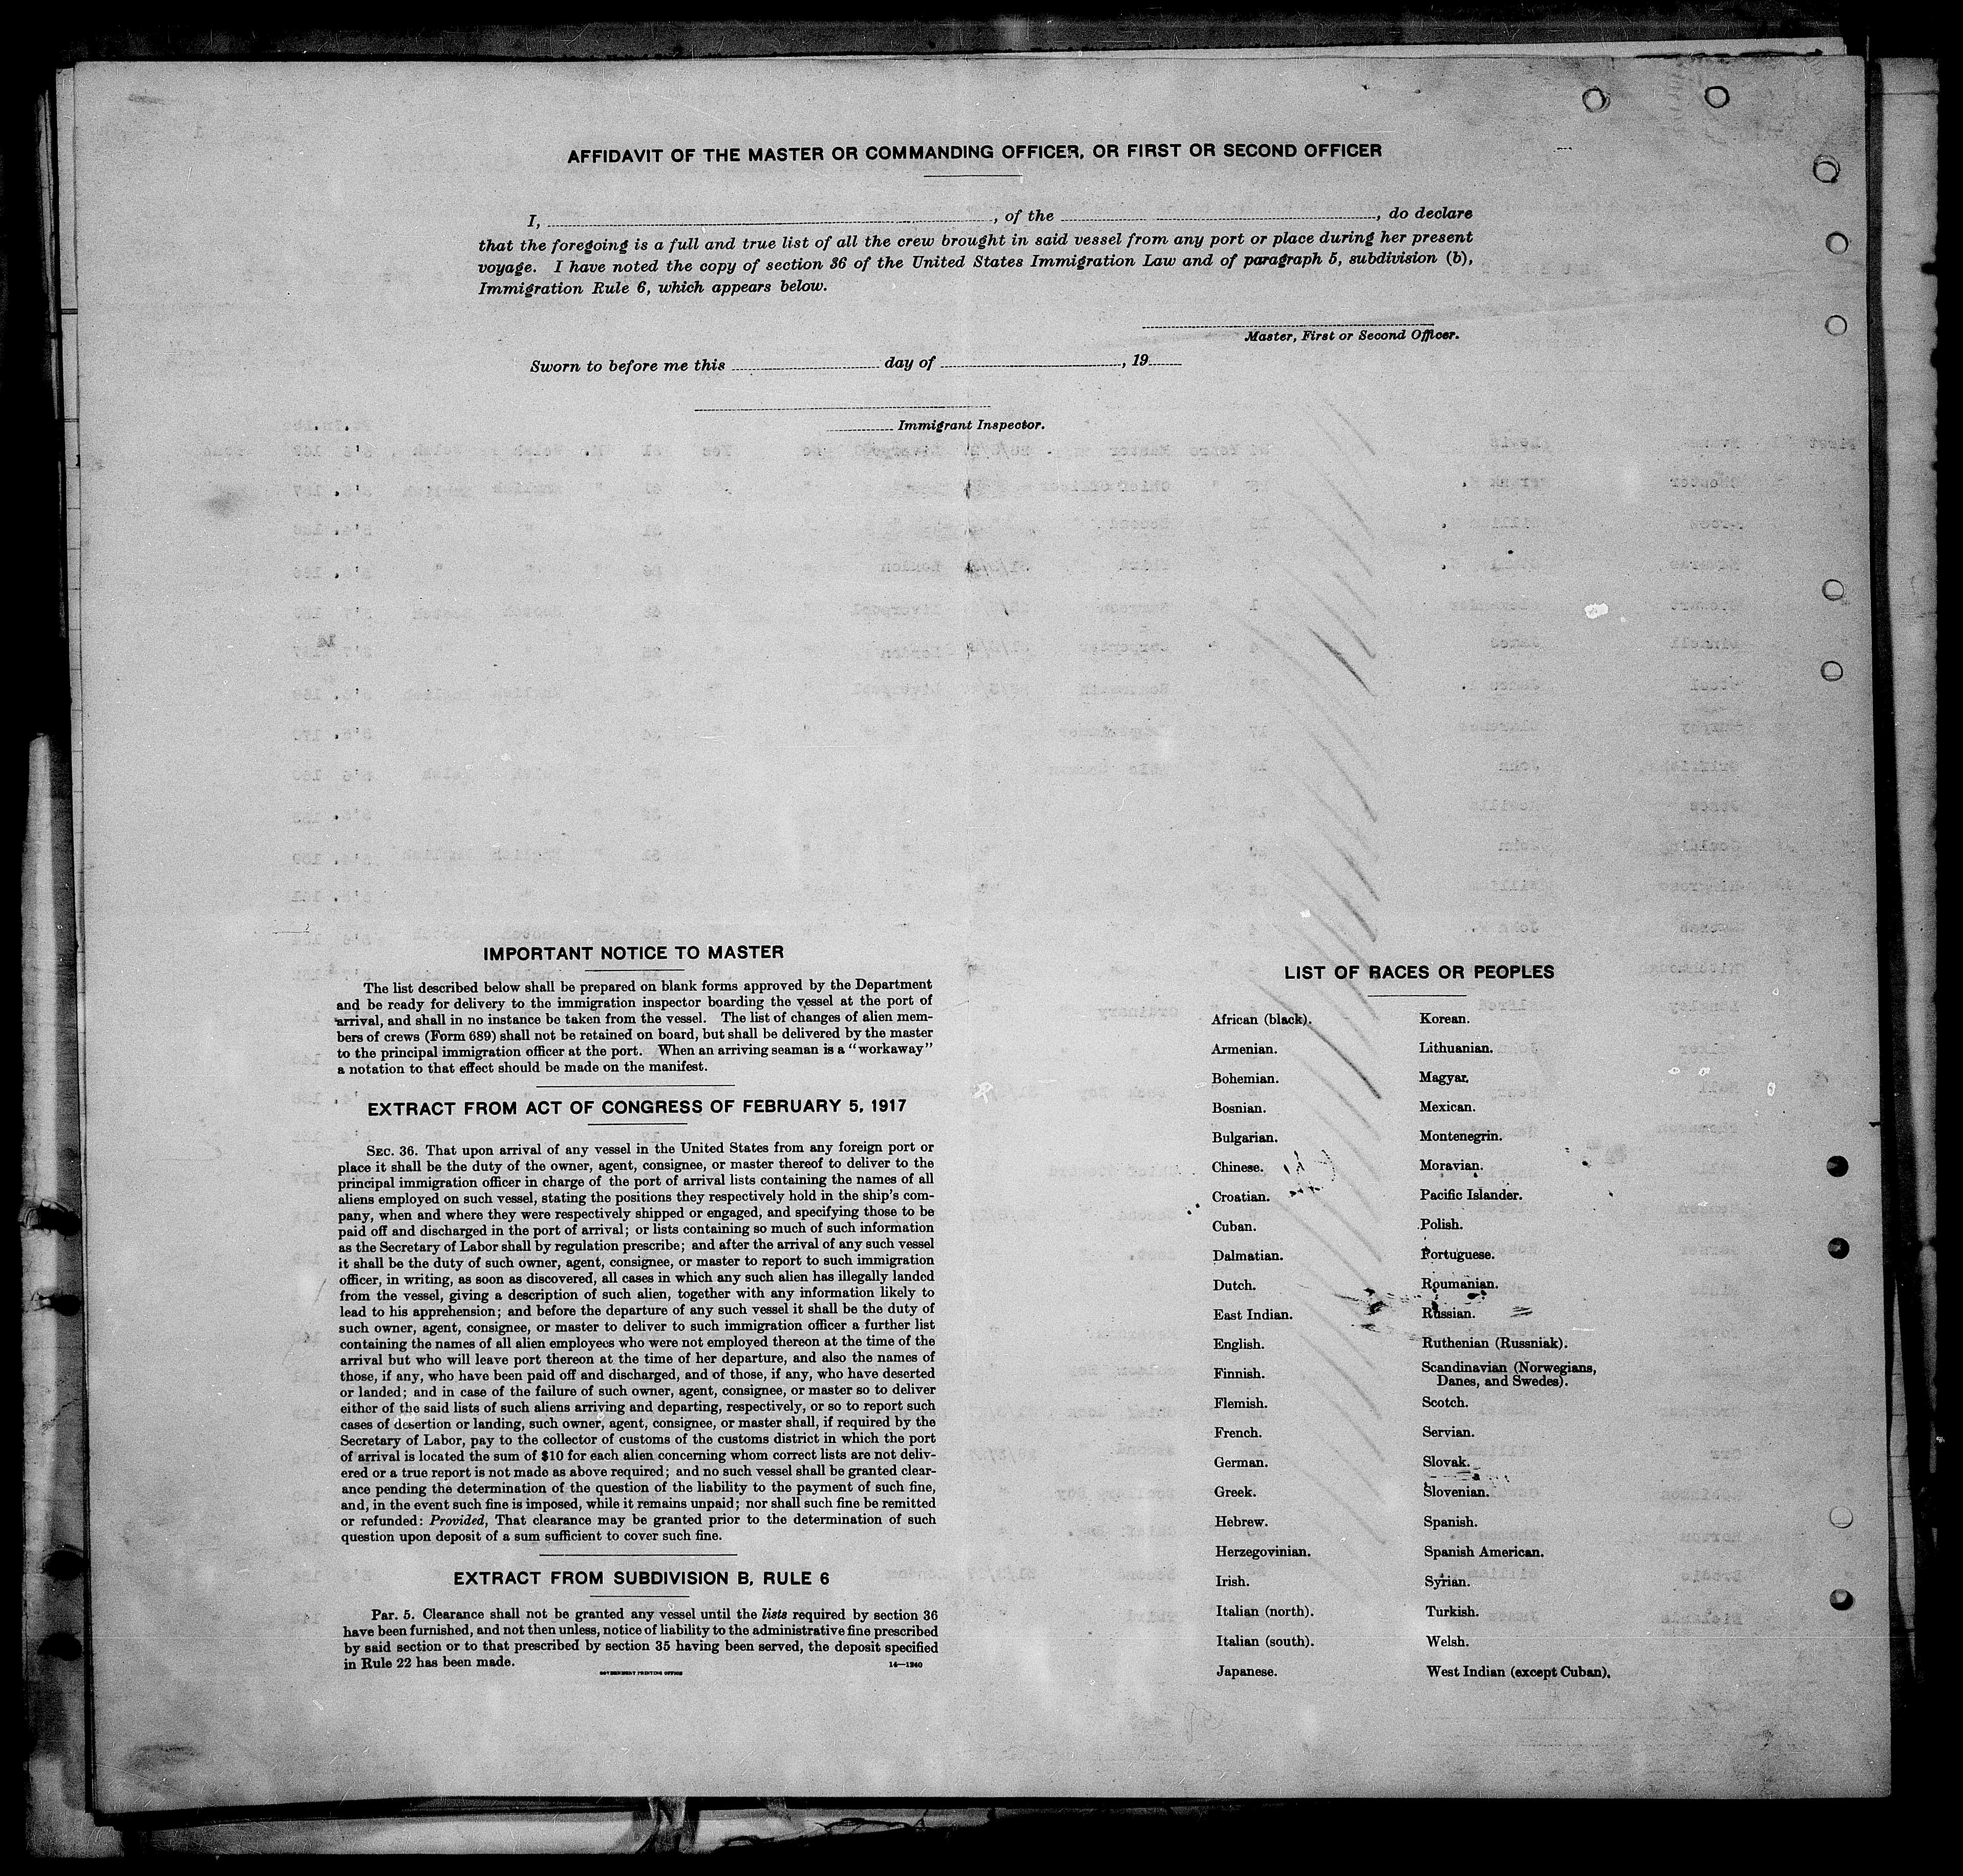 AFFIDAVIT OF THE MASTER OR COMMANDING OFFICER, OR FIRST OR SECOND OFFICER
I, , of the , do declare
that the foregoing is a full and true list of all the crew brought in said vessel from any port or place during her present
voyage. I have noted the copy of section 36 of the United States Immigration Law and of paragraph 5, subdivision (b),
Immigration Rule 6, which appears below.
Master, First or Second Officer.
Sworn to before me this day of , 19
Immigrant Inspector.
IMPORTANT NOTICE TO MASTER
The list described below shall be prepared on blank forms approved by the Department
and be ready for delivery to the immigration inspector boarding the vessel at the port of
arrival, and shall in no instance be taken from the vessel. The list of changes of alien mem-
bers of crews (Form 689) shall not be retained on board, but shall be delivered by the master
to the principal immigration officer at the port. When an arriving seaman is a "workaway"
a notation to that effect should be made on the manifest.
EXTRACT FROM ACT OF CONGRESS OF FEBRUARY 5, 1917
SEC. 36. That upon arrival of any vessel in the United States from any foreign port or
place it shall be the duty of the owner, agent, consignee, or master thereof to deliver to the
principal immigration officer in charge of the port of arrival lists containing the names of all
aliens employed on such vessel, stating the positions they respectively hold in the ship's com-
pany, when and where they were respectively shipped or engaged, and specifying those to be
paid off and discharged in the port of arrival; or lists containing so much of such information
as the Secretary of Labor shall by regulation prescribe; and after the arrival of any such vessel
it shall be the duty of such owner, agent, consignee, or master to report to such immigration
officer, in writing, as soon as discovered, all cases in which any such alien has illegally landed
from the vessel, giving a description of such alien, together with any information likely to
lead to his apprehension; and before the departure of any such vessel it shall be the duty of
such owner, agent, consignee, or master to deliver to such immigration officer a further list
containing the names of all alien employees who were not employed thereon at the time of the
arrival but who will leave port thereon at the time of her departure, and also the names of
those, if any, who have been paid off and discharged, and of those, if any, who have deserted
or landed; and in case of the failure of such owner, agent, consignee, or master so to deliver
either of the said lists of such aliens arriving and departing, respectively, or so to report such
cases of desertion or landing, such owner, agent, consignee, or master shall, if required by the
Secretary of Labor, pay to the collector of customs of the customs district in which the port
of arrival is located the sum of $10 for each alien concerning whom correct lists are not deliv-
ered or a true report is not made as above required; and no such vessel shall be granted clear-
ance pending the determination of the question of the liability to the payment of such fine,
and, in the event such fine is imposed, while it remains unpaid; nor shall such fine be remitted
or refunded: Provided, That clearance may be granted prior to the determination of such
question upon deposit of a sum sufficient to cover such fine.
EXTRACT FROM SUBDIVISION B, RULE 6
Par. 5. Clearance shall not be granted any vessel until the lists required by section 36
have been furnished, and not then unless, notice of liability to the administrative fine prescribed
by said section or to that prescribed by section 35 having been served, the deposit specified
in Rule 22 has been made.
14—1240
GOVERNMENT PRINTING OFFICE
LIST OF RACES OR PEOPLES
African (black).
Armenian.
Bohemian.
Bosnian.
Bulgarian.
Chinese.
Croatian.
Cuban.
Dalmatian.
Dutch.
East Indian.
English.
Finnish.
Flemish.
French.
German.
Greek.
Hebrew.
Herzegovinian.
Irish.
Italian (north).
Italian (south).
Japanese.
Korean.
Lithuanian.
Magyar.
Mexican.
Montenegrin.
Moravian.
Pacific Islander.
Polish.
Portuguese.
Roumanian.
Russian.
Ruthenian (Russniak).
Scandinavian (Norwegians,
Danes, and Swedes).
Scotch.
Servian.
Slovak.
Slovenian.
Spanish.
Spanish American.
Syrian.
Turkish.
Welsh.
West Indian (except Cuban).